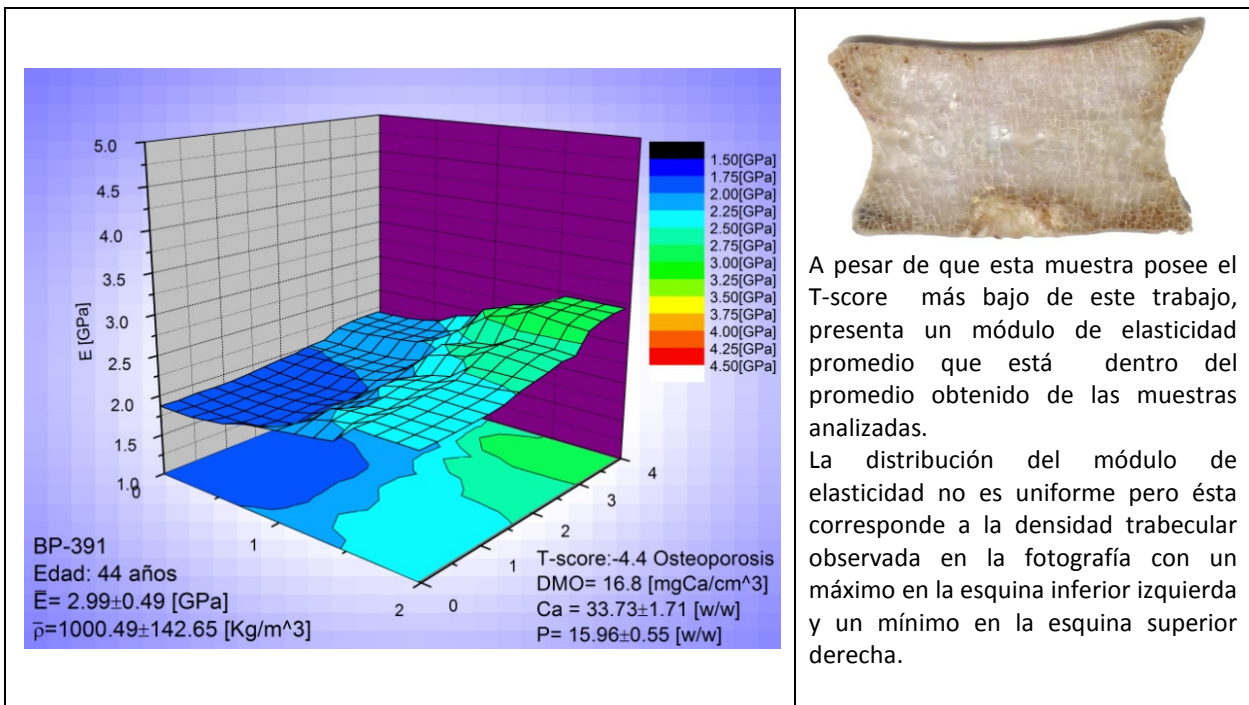 5.0
4.5
4.0
3.5
3.0
2.5
2.0
1.5
1.0
E [GPa]
0
1
2
0
1
2
3
4
1.50[GPa]
1.75[GPa]
2.00[GPa]
2.25[GPa]
2.50[GPa]
2.75[GPa]
3.00[GPa]
3.25[GPa]
3.50[GPa]
3.75[GPa]
4.00[GPa]
4.25[GPa]
4.50[GPa]
BP-391
Edad: 44 años
E̅= 2.99±0.49 [GPa]
ρ̅=1000.49±142.65 [Kg/m^3]
T-score:-4.4 Osteoporosis
DMO= 16.8 [mgCa/cm^3]
Ca = 33.73±1.71 [w/w]
P= 15.96±0.55 [w/w]
A pesar de que esta muestra posee el
T-score más bajo de este trabajo,
presenta un módulo de elasticidad
promedio que está dentro del
promedio obtenido de las muestras
analizadas.
La distribución del módulo de
elasticidad no es uniforme pero ésta
corresponde a la densidad trabecular
observada en la fotografía con un
máximo en la esquina inferior izquierda
y un mínimo en la esquina superior
derecha.